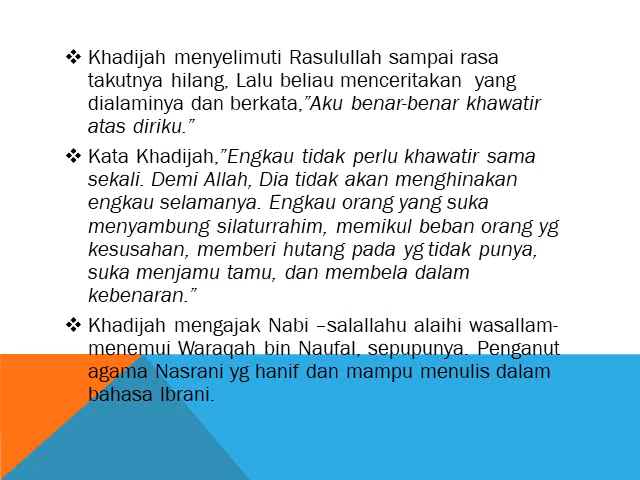 ❖ Khadijah menyelimuti Rasulullah sampai rasa
takutnya hilang, Lalu beliau menceritakan yang
dialaminya dan berkata,”Aku benar-benar khawatir
atas diriku.”
❖ Kata Khadijah,”Engkau tidak perlu khawatir sama
sekali. Demi Allah, Dia tidak akan menghinakan
engkau selamanya. Engkau orang yang suka
menyambung silaturrahim, memikul beban orang yg
kesusahan, memberi hutang pada yg tidak punya,
suka menjamu tamu, dan membela dalam
kebenaran.”
❖ Khadijah mengajak Nabi –salallahu alaihi wasallam-
menemui Waraqah bin Naufal, sepupunya. Penganut
agama Nasrani yg hanif dan mampu menulis dalam
bahasa Ibrani.